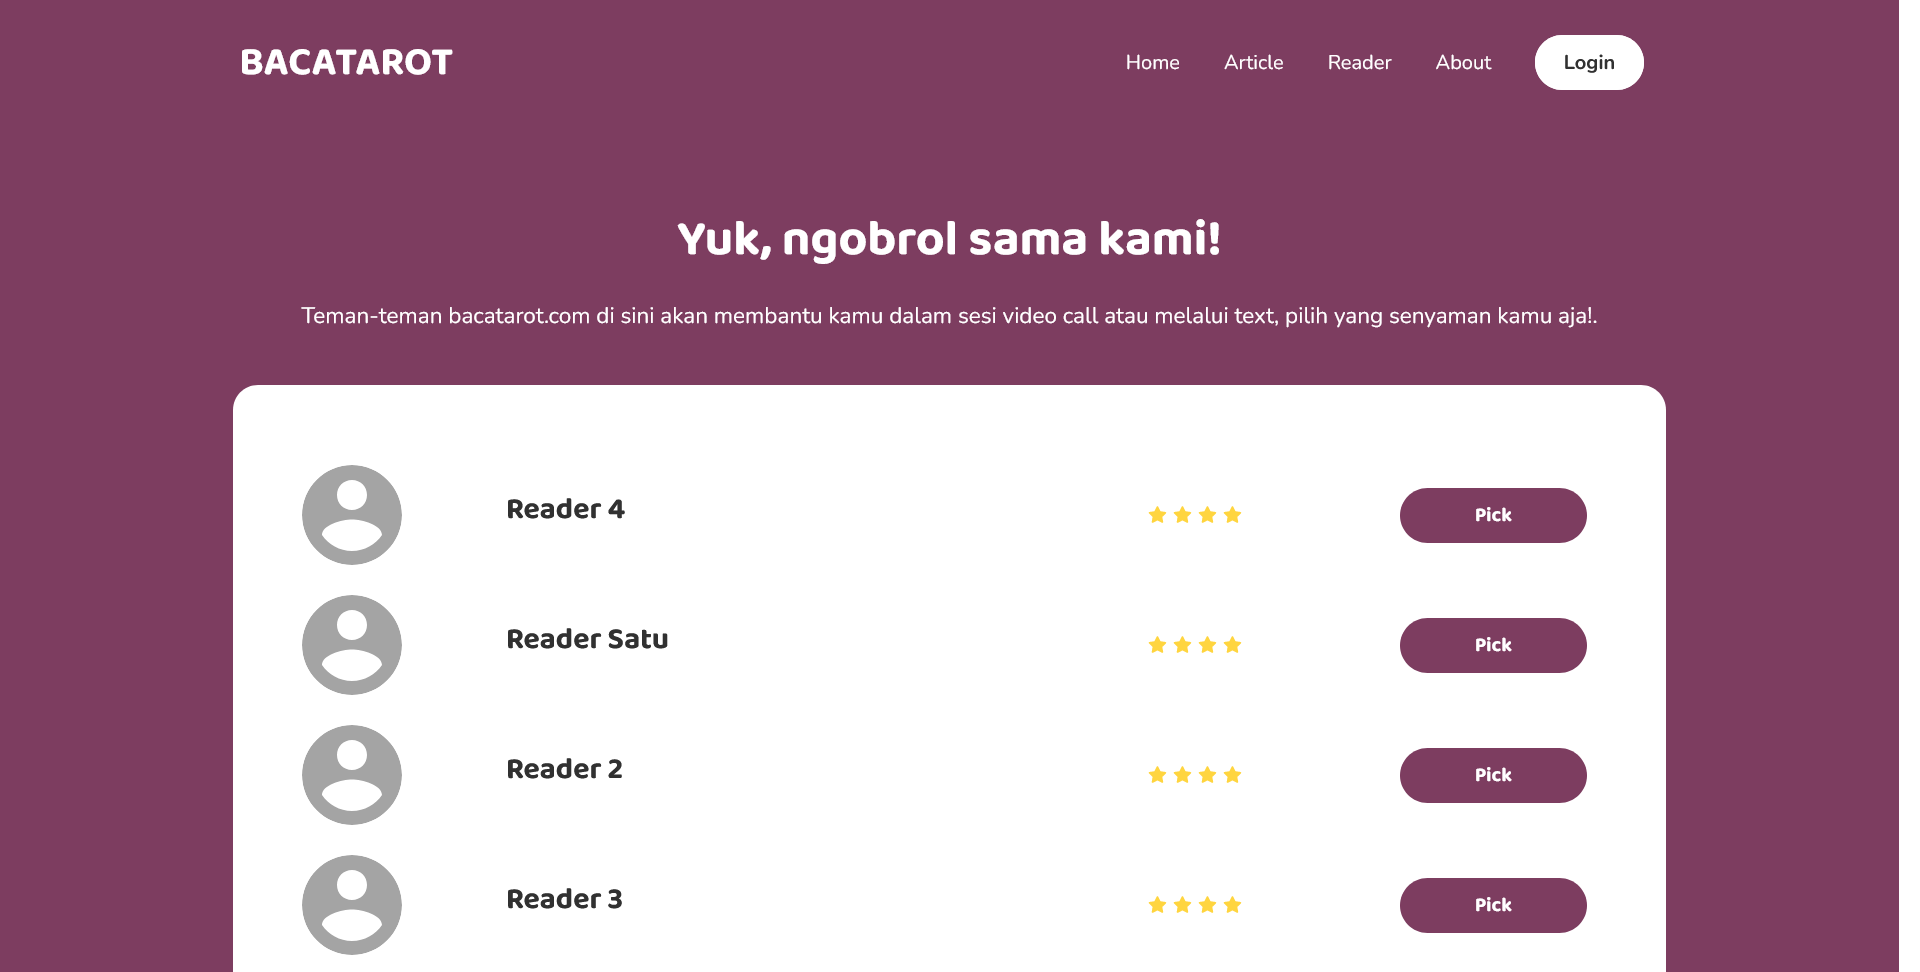 BACATAROT
Home Article Reader About Login
Yuk, ngobrol sama kami!
Teman-teman bacatarot.com di sini akan membantu kamu dalam sesi video call atau melalui text, pilih yang senyaman kamu aja!.
Reader 4 Pick
Reader Satu Pick
Reader 2 Pick
Reader 3 Pick